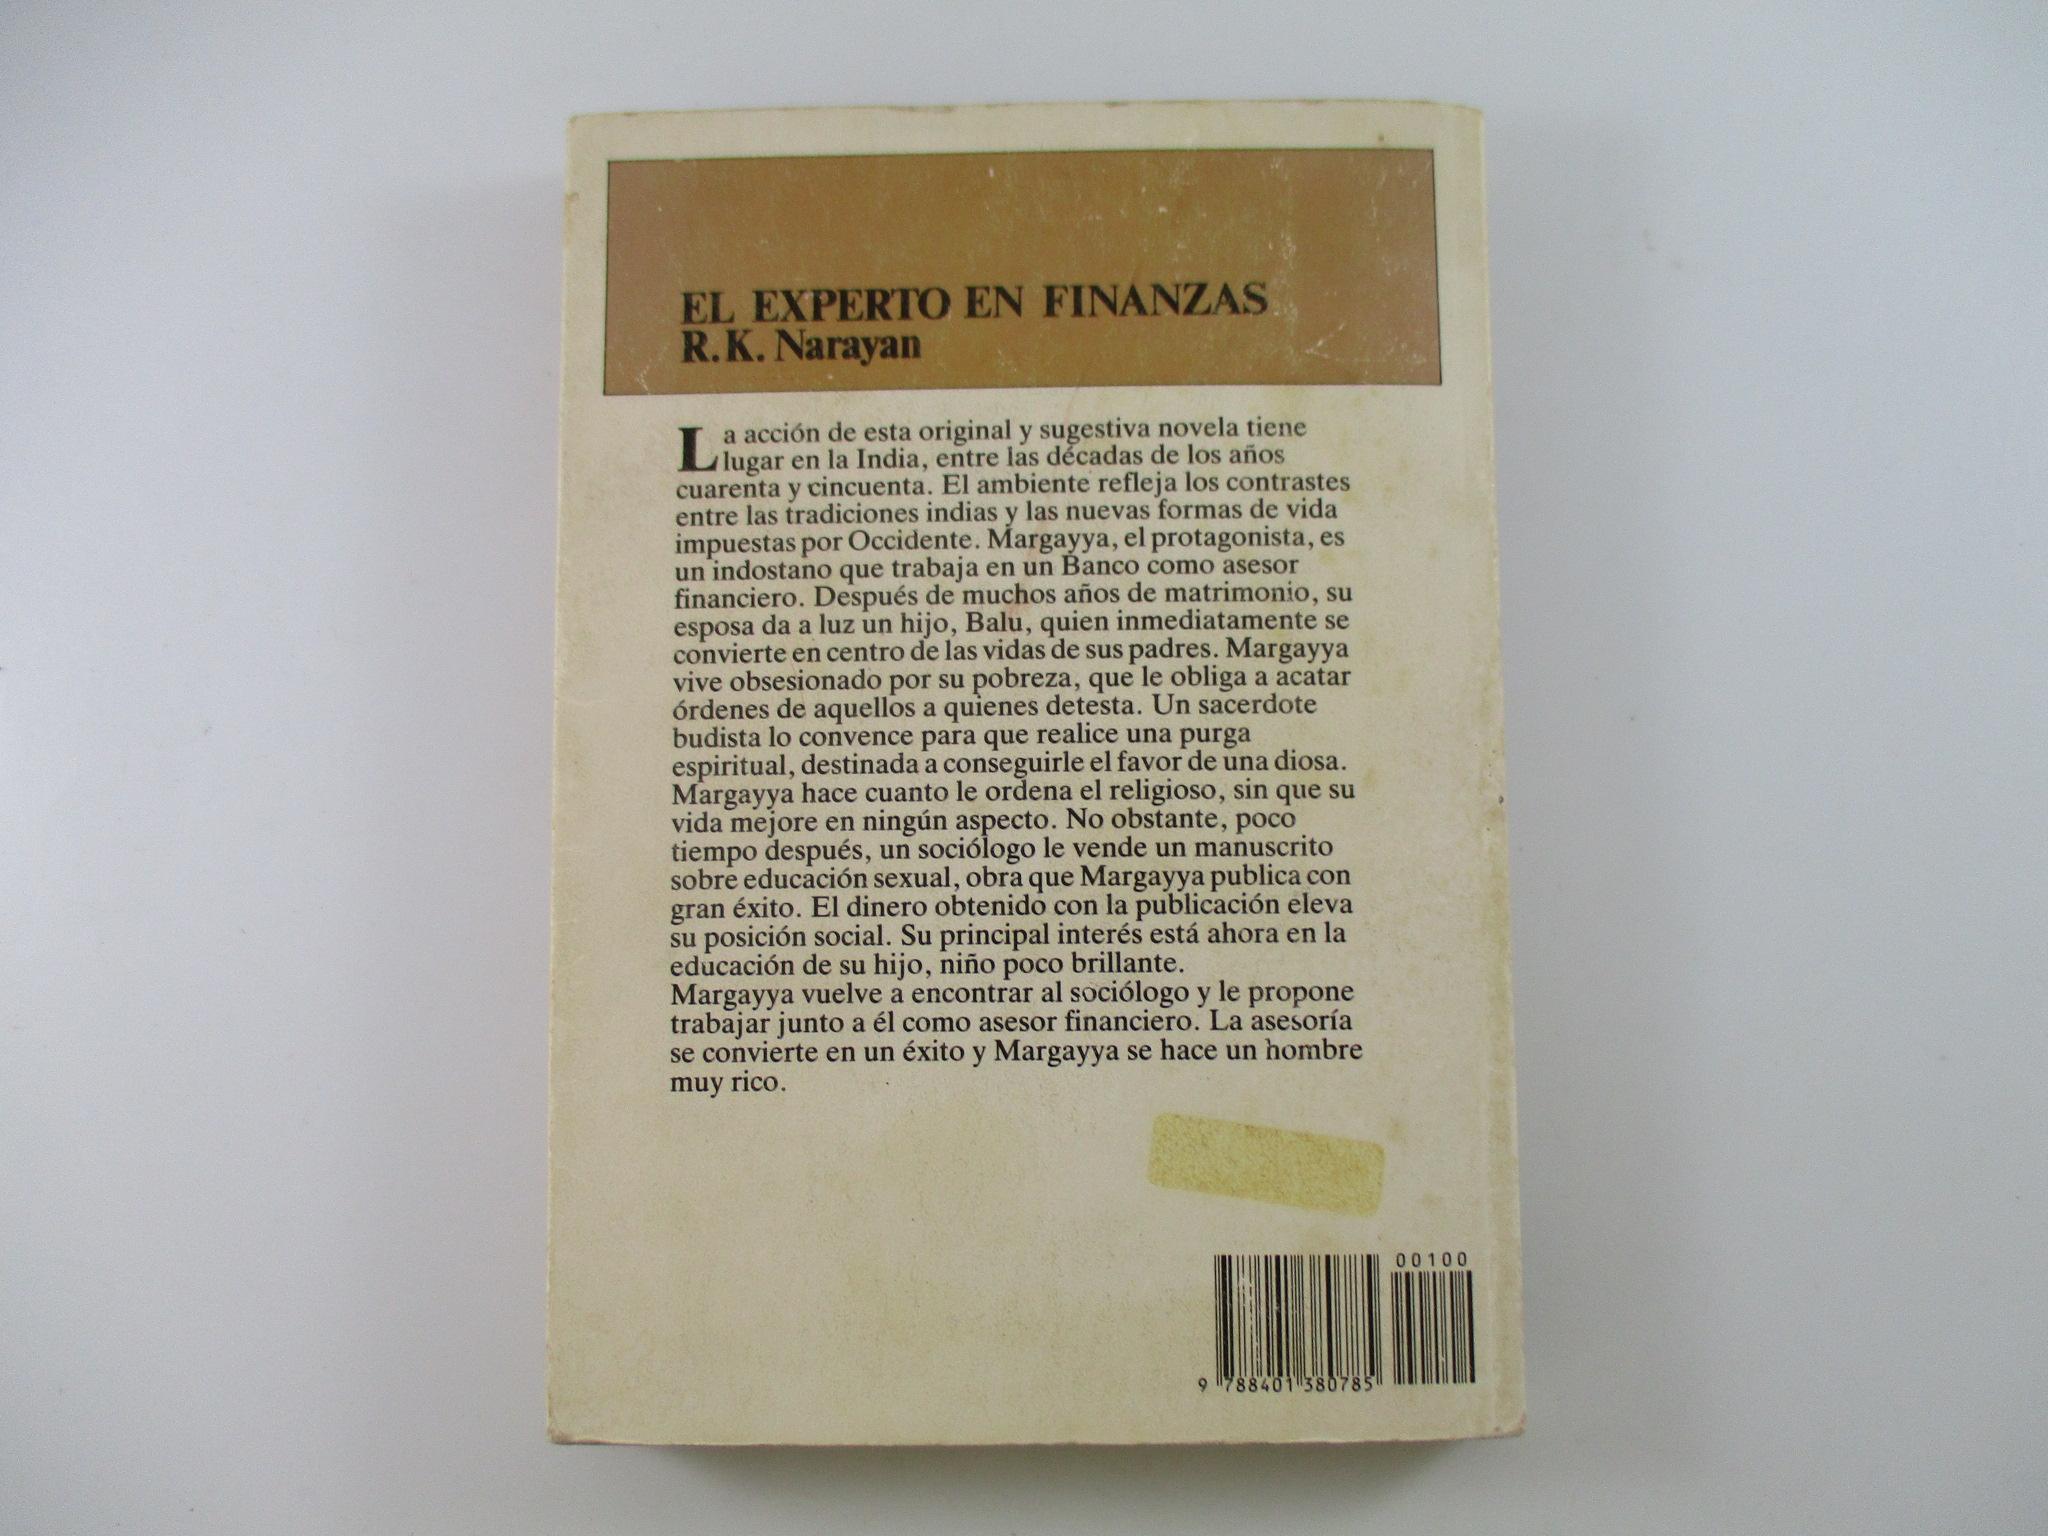 EL EXPERTO EN FINANZAS
R.K. Narayan
La acción de esta original y sugestiva novela tiene
lugar en la India, entre las décadas de los años
cuarenta y cincuenta. El ambiente refleja los contrastes
entre las tradiciones indias y las nuevas formas de vida
impuestas por Occidente. Margayya, el protagonista, es
un indostano que trabaja en un Banco como asesor
financiero. Después de muchos años de matrimonio, su
esposa da a luz un hijo, Balu, quien inmediatamente se
convierte en centro de las vidas de sus padres. Margayya
vive obsesionado por su pobreza, que le obliga a acatar
órdenes de aquellos a quienes detesta. Un sacerdote
budista lo convence para que realice una purga
espiritual, destinada a conseguirle el favor de una diosa.
Margayya hace cuanto le ordena el religioso, sin que su
vida mejore en ningún aspecto. No obstante, poco
tiempo después, un sociólogo le vende un manuscrito
sobre educación sexual, obra que Margayya publica con
gran éxito. El dinero obtenido con la publicación eleva
su posición social. Su principal interés está ahora en la
educación de su hijo, niño poco brillante.
Margayya vuelve a encontrar al sociólogo y le propone
trabajar junto a él como asesor financiero. La asesoría
se convierte en un éxito y Margayya se hace un hombre
muy rico.
00100
9 788401 380785